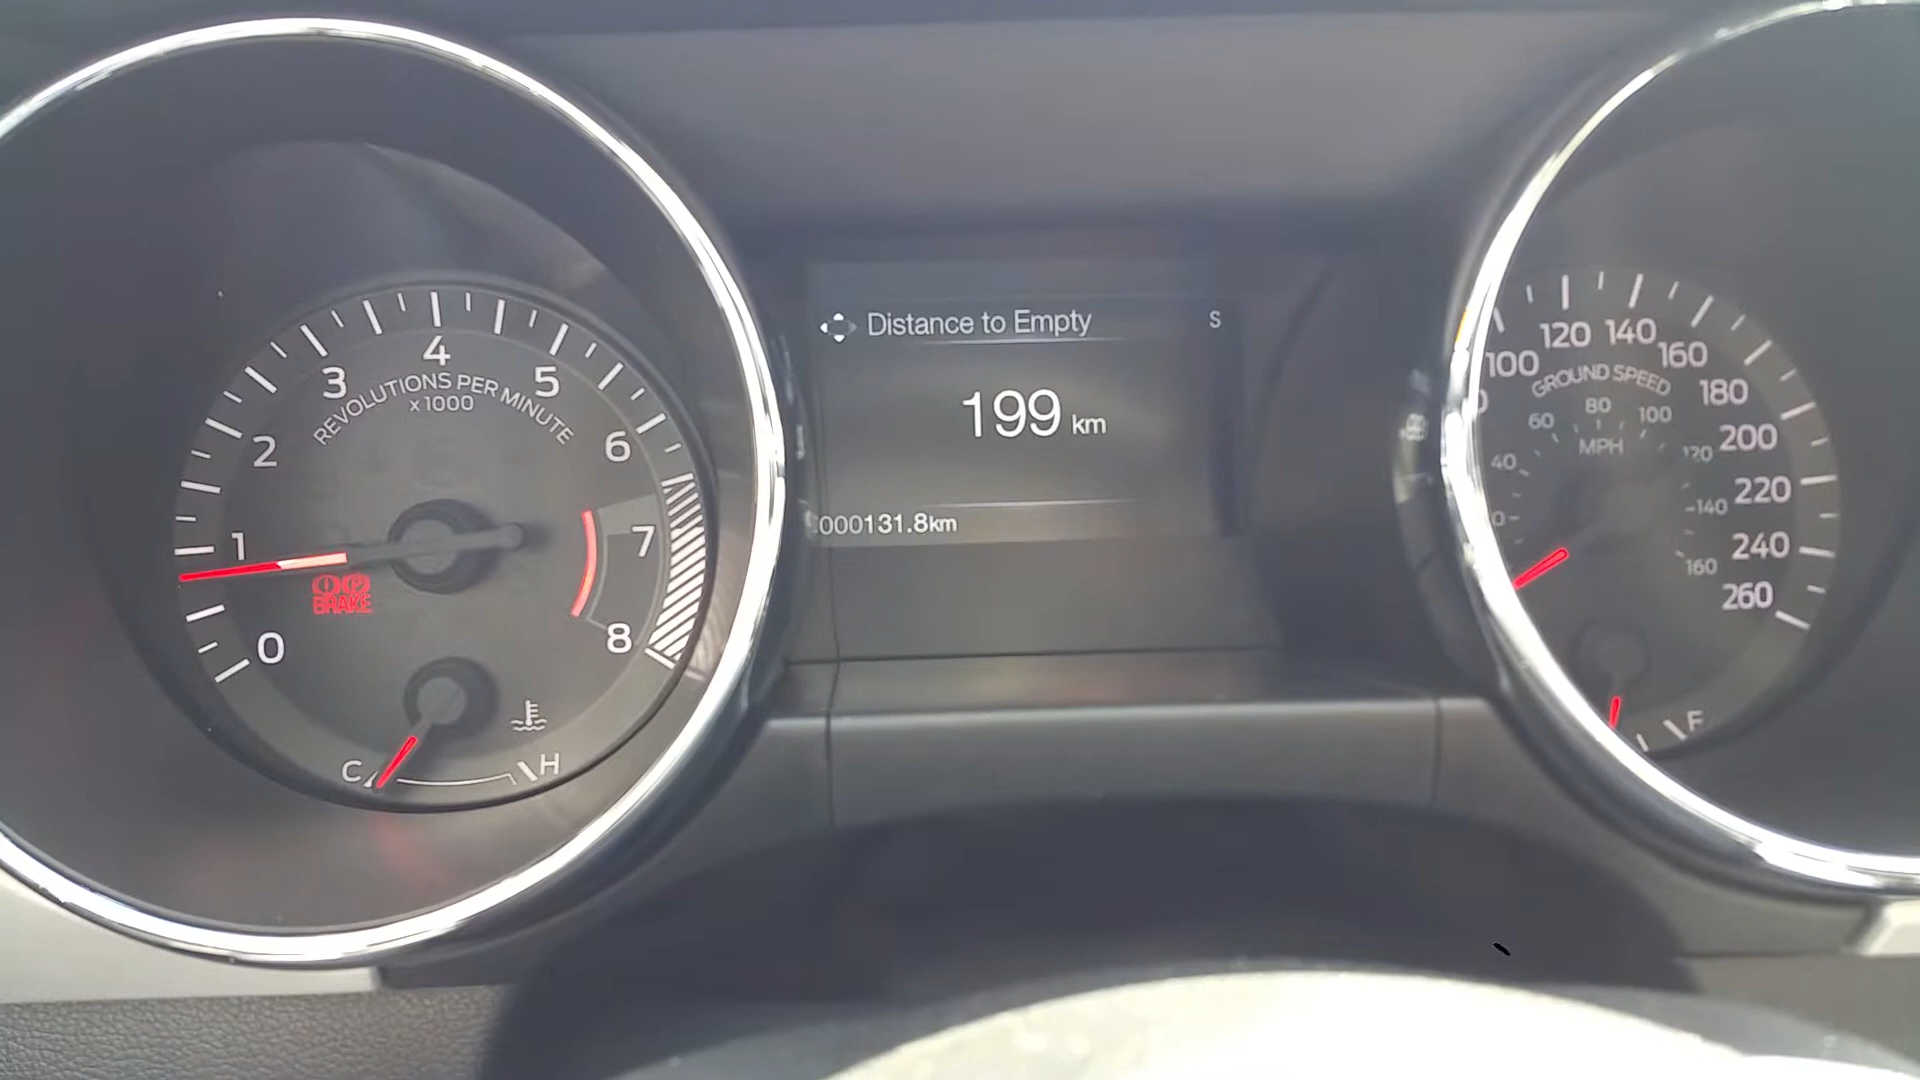 0
1
2
3
4
5
6
7
8
REVOLUTIONS PER MINUTE
x1000
BRAKE
C
H
Distance to Empty
S
199 km
000131.8km
100
120
140
160
180
200
220
240
260
GROUND SPEED
MPH
40
60
80
100
120
140
160
F